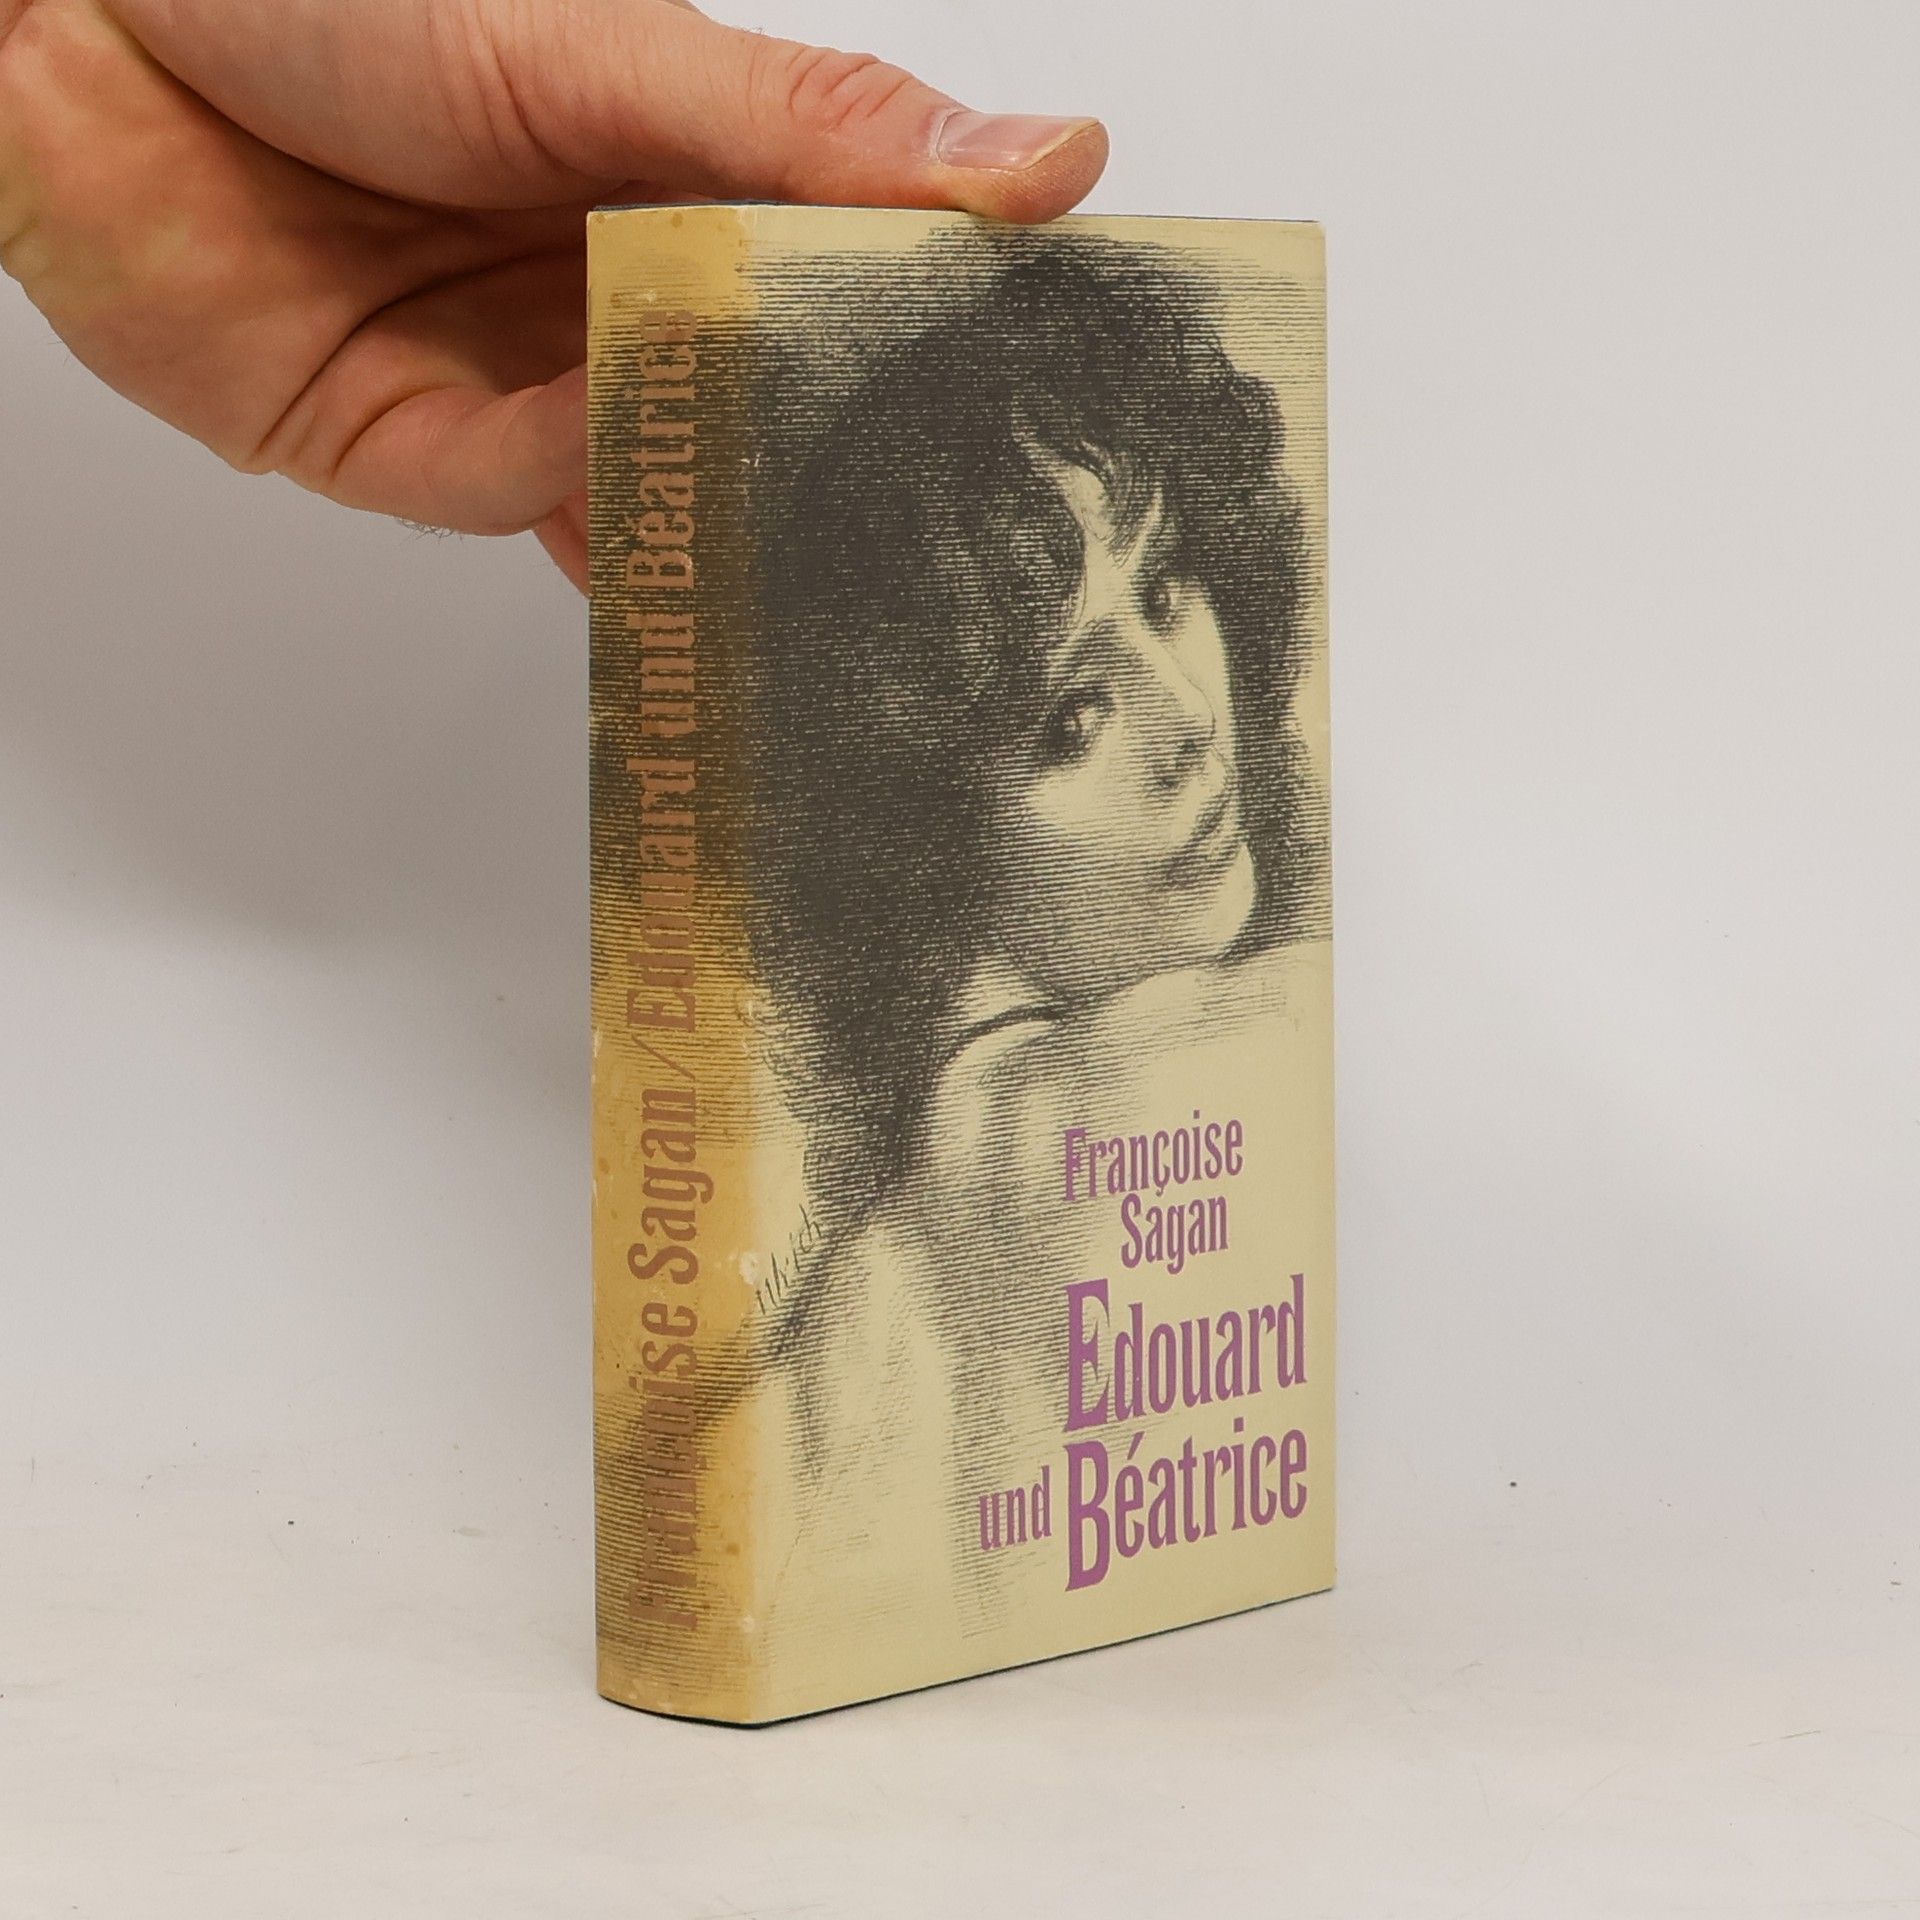 Françoise Sagan/Edouard und Béatrice
Françoise
Sagan
Edouard
und Béatrice